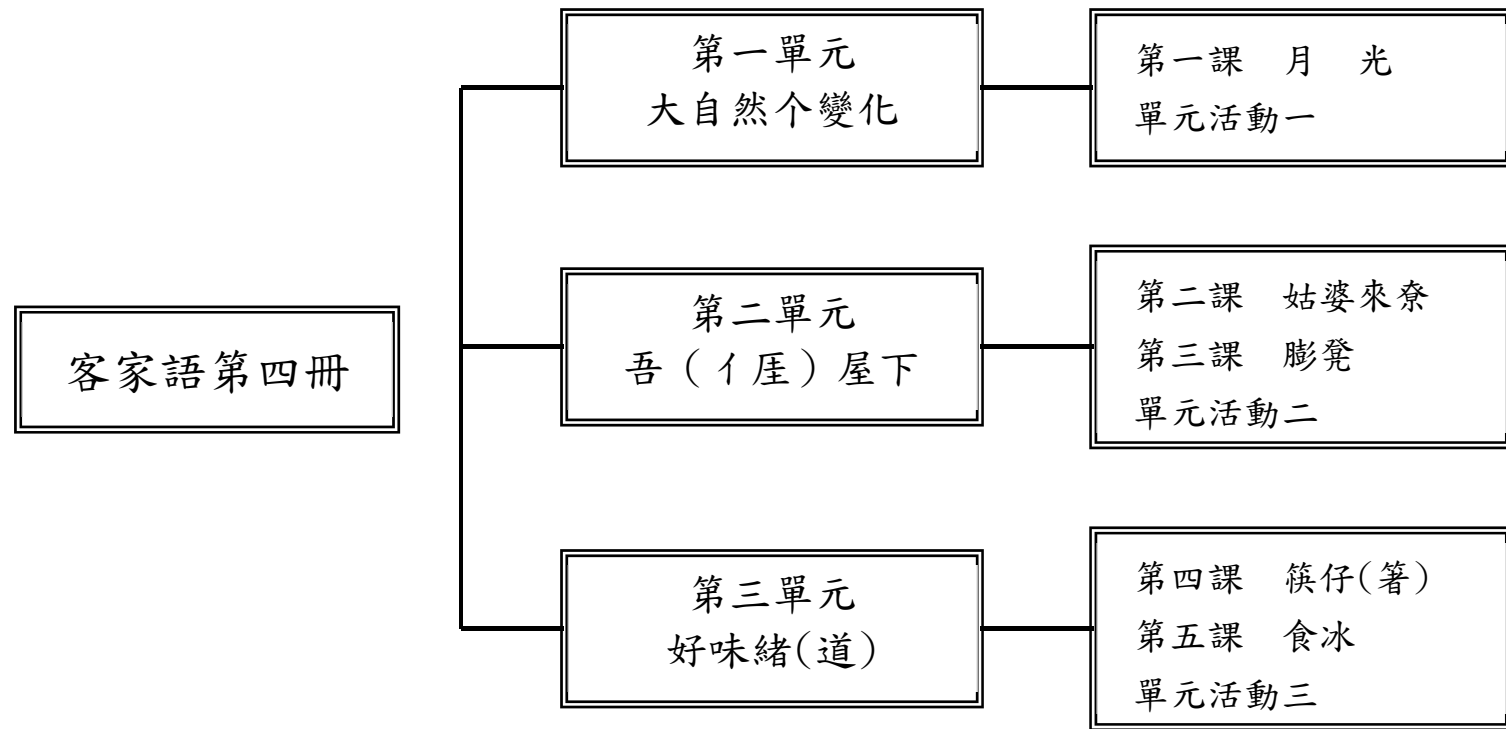 客家語第四冊
第一單元
大自然个變化
第一課　月　光
單元活動一
第二單元
吾（亻厓）屋下
第二課　姑婆來尞
第三課　膨凳
單元活動二
第三單元
好味緒(道)
第四課　筷仔(箸)
第五課　食冰
單元活動三